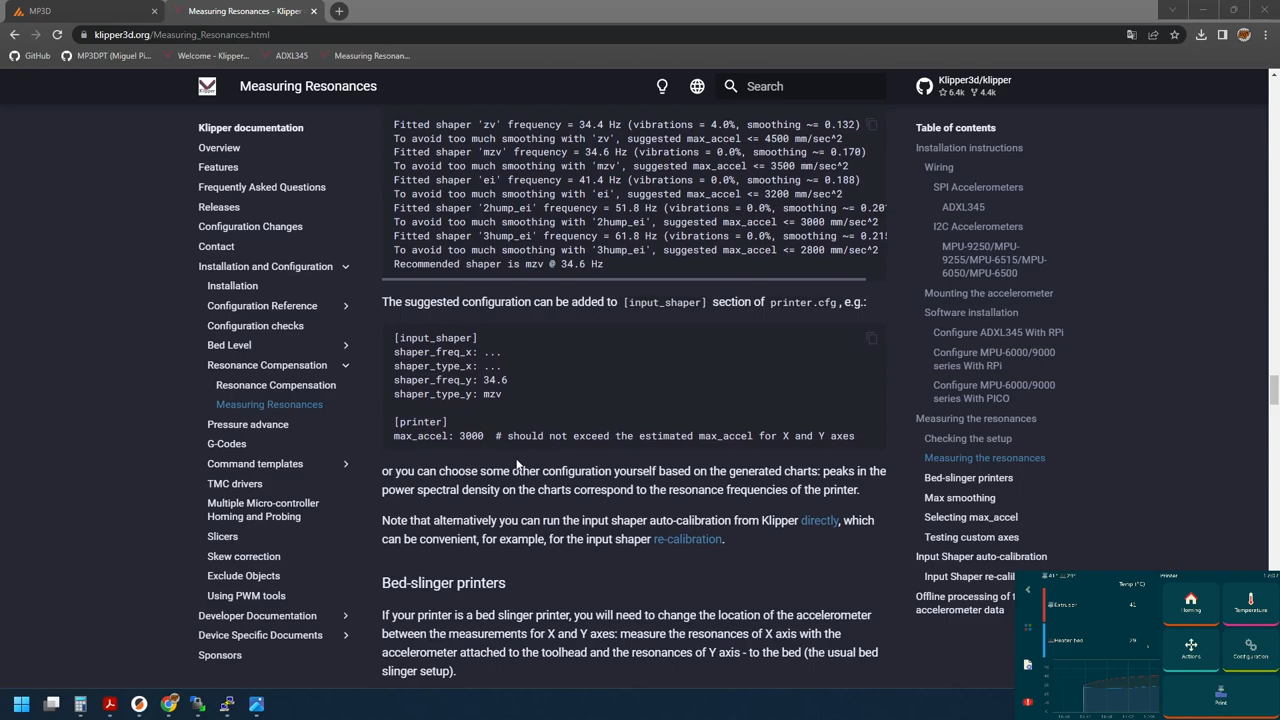 MP3D
Measuring Resonances - Klipper
klipper3d.org/Measuring_Resonances.html
GitHub
MP3DPT (Miguel Pi...
Welcome - Klipper...
ADXL345
Measuring Resonan...
Measuring Resonances
Search
Klipper3d/klipper
6.4k 4.4k
Klipper documentation
Overview
Features
Frequently Asked Questions
Releases
Configuration Changes
Contact
Installation and Configuration
Installation
Configuration Reference
Configuration checks
Bed Level
Resonance Compensation
Resonance Compensation
Measuring Resonances
Pressure advance
G-Codes
Command templates
TMC drivers
Multiple Micro-controller
Homing and Probing
Slicers
Skew correction
Exclude Objects
Using PWM tools
Developer Documentation
Device Specific Documents
Sponsors
Fitted shaper 'zv' frequency = 34.4 Hz (vibrations = 4.0%, smoothing ~= 0.132)
To avoid too much smoothing with 'zv', suggested max_accel <= 4500 mm/sec^2
Fitted shaper 'mzv' frequency = 34.6 Hz (vibrations = 0.0%, smoothing ~= 0.170)
To avoid too much smoothing with 'mzv', suggested max_accel <= 3500 mm/sec^2
Fitted shaper 'ei' frequency = 41.4 Hz (vibrations = 0.0%, smoothing ~= 0.188)
To avoid too much smoothing with 'ei', suggested max_accel <= 3200 mm/sec^2
Fitted shaper '2hump_ei' frequency = 51.8 Hz (vibrations = 0.0%, smoothing ~= 0.20
To avoid too much smoothing with '2hump_ei', suggested max_accel <= 3000 mm/sec^2
Fitted shaper '3hump_ei' frequency = 61.8 Hz (vibrations = 0.0%, smoothing ~= 0.215
To avoid too much smoothing with '3hump_ei', suggested max_accel <= 2800 mm/sec^2
Recommended shaper is mzv @ 34.6 Hz
The suggested configuration can be added to [input_shaper] section of printer.cfg, e.g.:
[input_shaper]
shaper_freq_x: ...
shaper_type_x: ...
shaper_freq_y: 34.6
shaper_type_y: mzv
[printer]
max_accel: 3000 # should not exceed the estimated max_accel for X and Y axes
or you can choose some other configuration yourself based on the generated charts: peaks in the
power spectral density on the charts correspond to the resonance frequencies of the printer.
Note that alternatively you can run the input shaper auto-calibration from Klipper directly, which
can be convenient, for example, for the input shaper re-calibration.
Bed-slinger printers
If your printer is a bed slinger printer, you will need to change the location of the accelerometer
between the measurements for X and Y axes: measure the resonances of X axis with the
accelerometer attached to the toolhead and the resonances of Y axis - to the bed (the usual bed
slinger setup).
Table of contents
Installation instructions
Wiring
SPI Accelerometers
ADXL345
I2C Accelerometers
MPU-9250/MPU-
9255/MPU-6515/MPU-
6050/MPU-6500
Mounting the accelerometer
Software installation
Configure ADXL345 With RPi
Configure MPU-6000/9000
series With RPi
Configure MPU-6000/9000
series With PICO
Measuring the resonances
Checking the setup
Measuring the resonances
Bed-slinger printers
Max smoothing
Selecting max_accel
Testing custom axes
Input Shaper auto-calibration
Input Shaper re-cali
Offline processing of t
accelerometer data
41° 29°
Printer
Temp (°C)
Extruder 41
Heater bed 29
Homing
Temperature
Actions
Configuration
Print